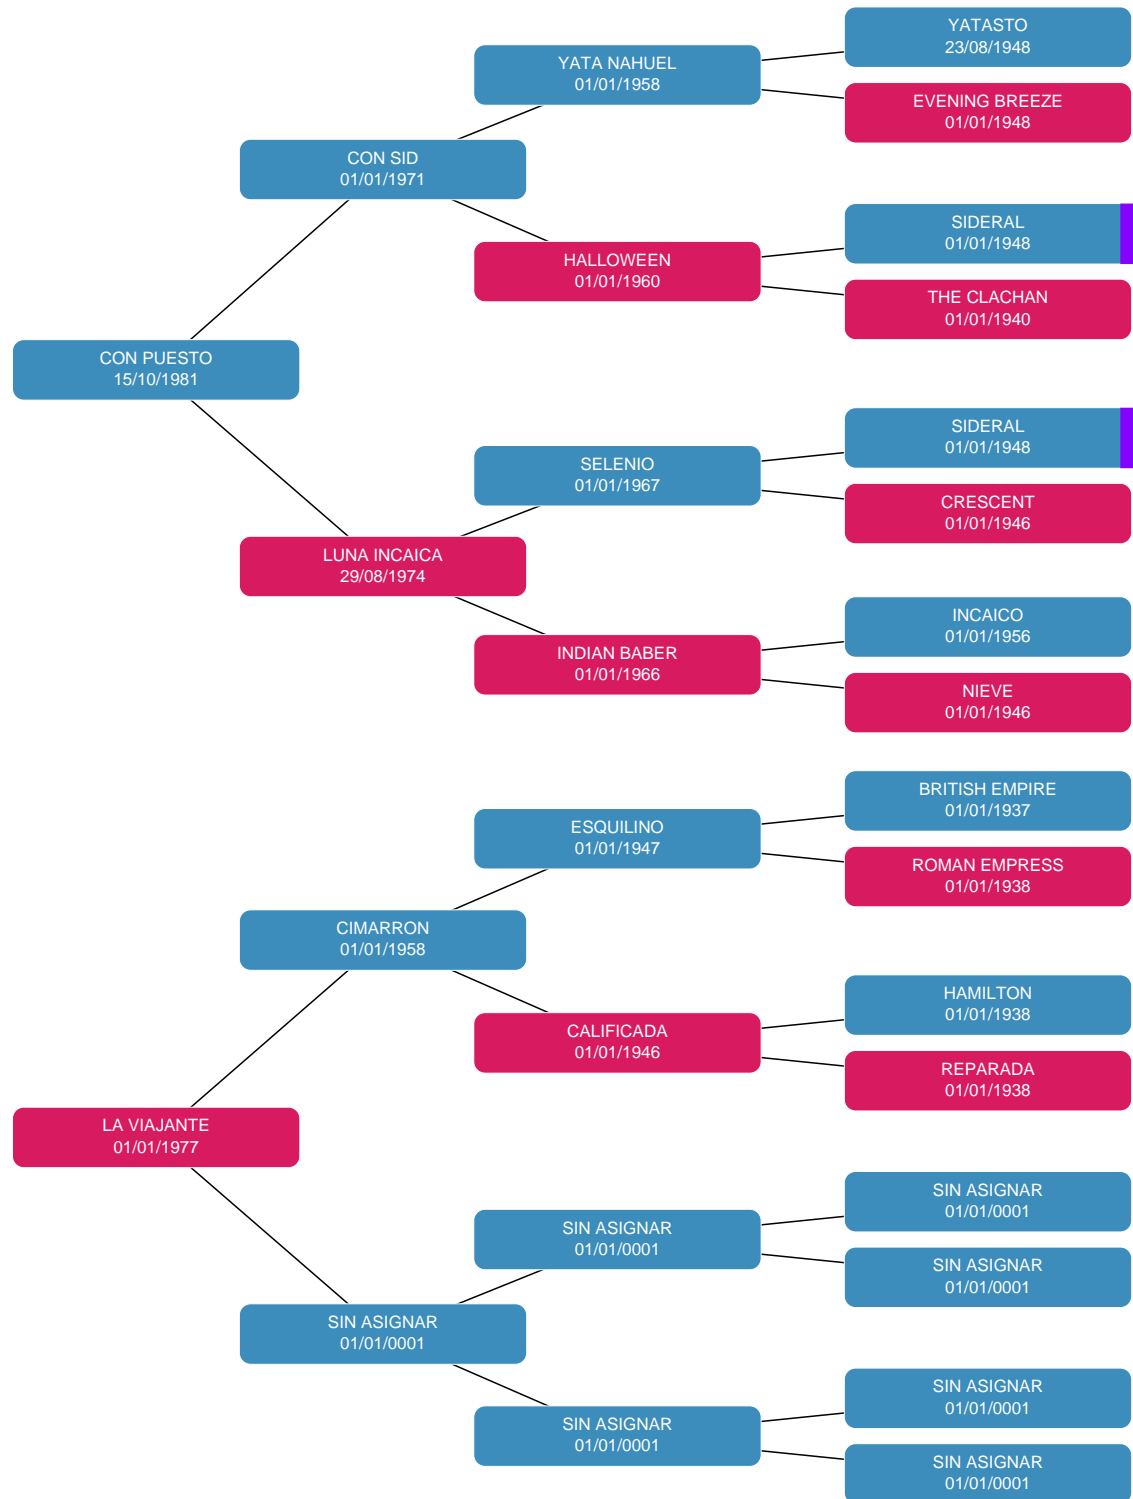 YATASTO
23/08/1948
YATA NAHUEL
01/01/1958
EVENING BREEZE
01/01/1948
CON SID
01/01/1971
SIDERAL
01/01/1948
HALLOWEEN
01/01/1960
THE CLACHAN
01/01/1940
CON PUESTO
15/10/1981
SIDERAL
01/01/1948
SELENIO
01/01/1967
CRESCENT
01/01/1946
LUNA INCAICA
29/08/1974
INCAICO
01/01/1956
INDIAN BABER
01/01/1966
NIEVE
01/01/1946
BRITISH EMPIRE
01/01/1937
ESQUILINO
01/01/1947
ROMAN EMPRESS
01/01/1938
CIMARRON
01/01/1958
HAMILTON
01/01/1938
CALIFICADA
01/01/1946
REPARADA
01/01/1938
LA VIAJANTE
01/01/1977
SIN ASIGNAR
01/01/0001
SIN ASIGNAR
01/01/0001
SIN ASIGNAR
01/01/0001
SIN ASIGNAR
01/01/0001
SIN ASIGNAR
01/01/0001
SIN ASIGNAR
01/01/0001
SIN ASIGNAR
01/01/0001